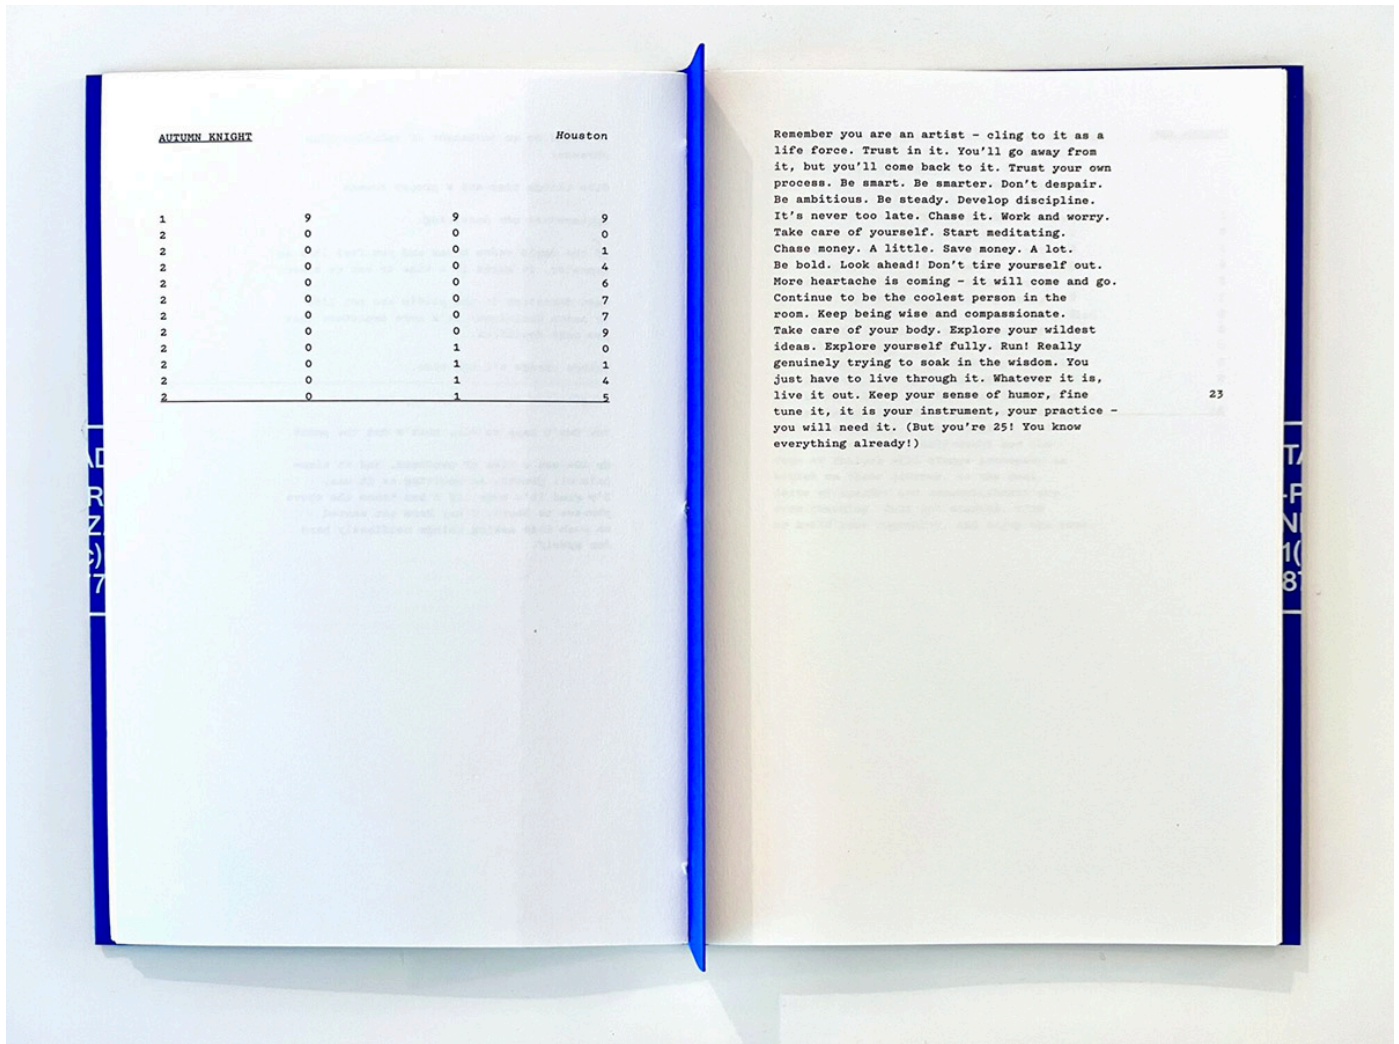 AUTUMN KNIGHT Houston
1 9 9 9
2 0 0 0
2 0 0 1
2 0 0 4
2 0 0 6
2 0 0 7
2 0 0 7
2 0 0 9
2 0 1 0
2 0 1 1
2 0 1 4
2 0 1 5
AD
R
Z.
c)
77
Remember you are an artist – cling to it as a
life force. Trust in it. You'll go away from
it, but you'll come back to it. Trust your own
process. Be smart. Be smarter. Don't despair.
Be ambitious. Be steady. Develop discipline.
It's never too late. Chase it. Work and worry.
Take care of yourself. Start meditating.
Chase money. A little. Save money. A lot.
Be bold. Look ahead! Don't tire yourself out.
More heartache is coming – it will come and go.
Continue to be the coolest person in the
room. Keep being wise and compassionate.
Take care of your body. Explore your wildest
ideas. Explore yourself fully. Run! Really
genuinely trying to soak in the wisdom. You
just have to live through it. Whatever it is,
live it out. Keep your sense of humor, fine 23
tune it, it is your instrument, your practice –
you will need it. (But you're 25! You know
everything already!)
TA
-P
NI
1(
87